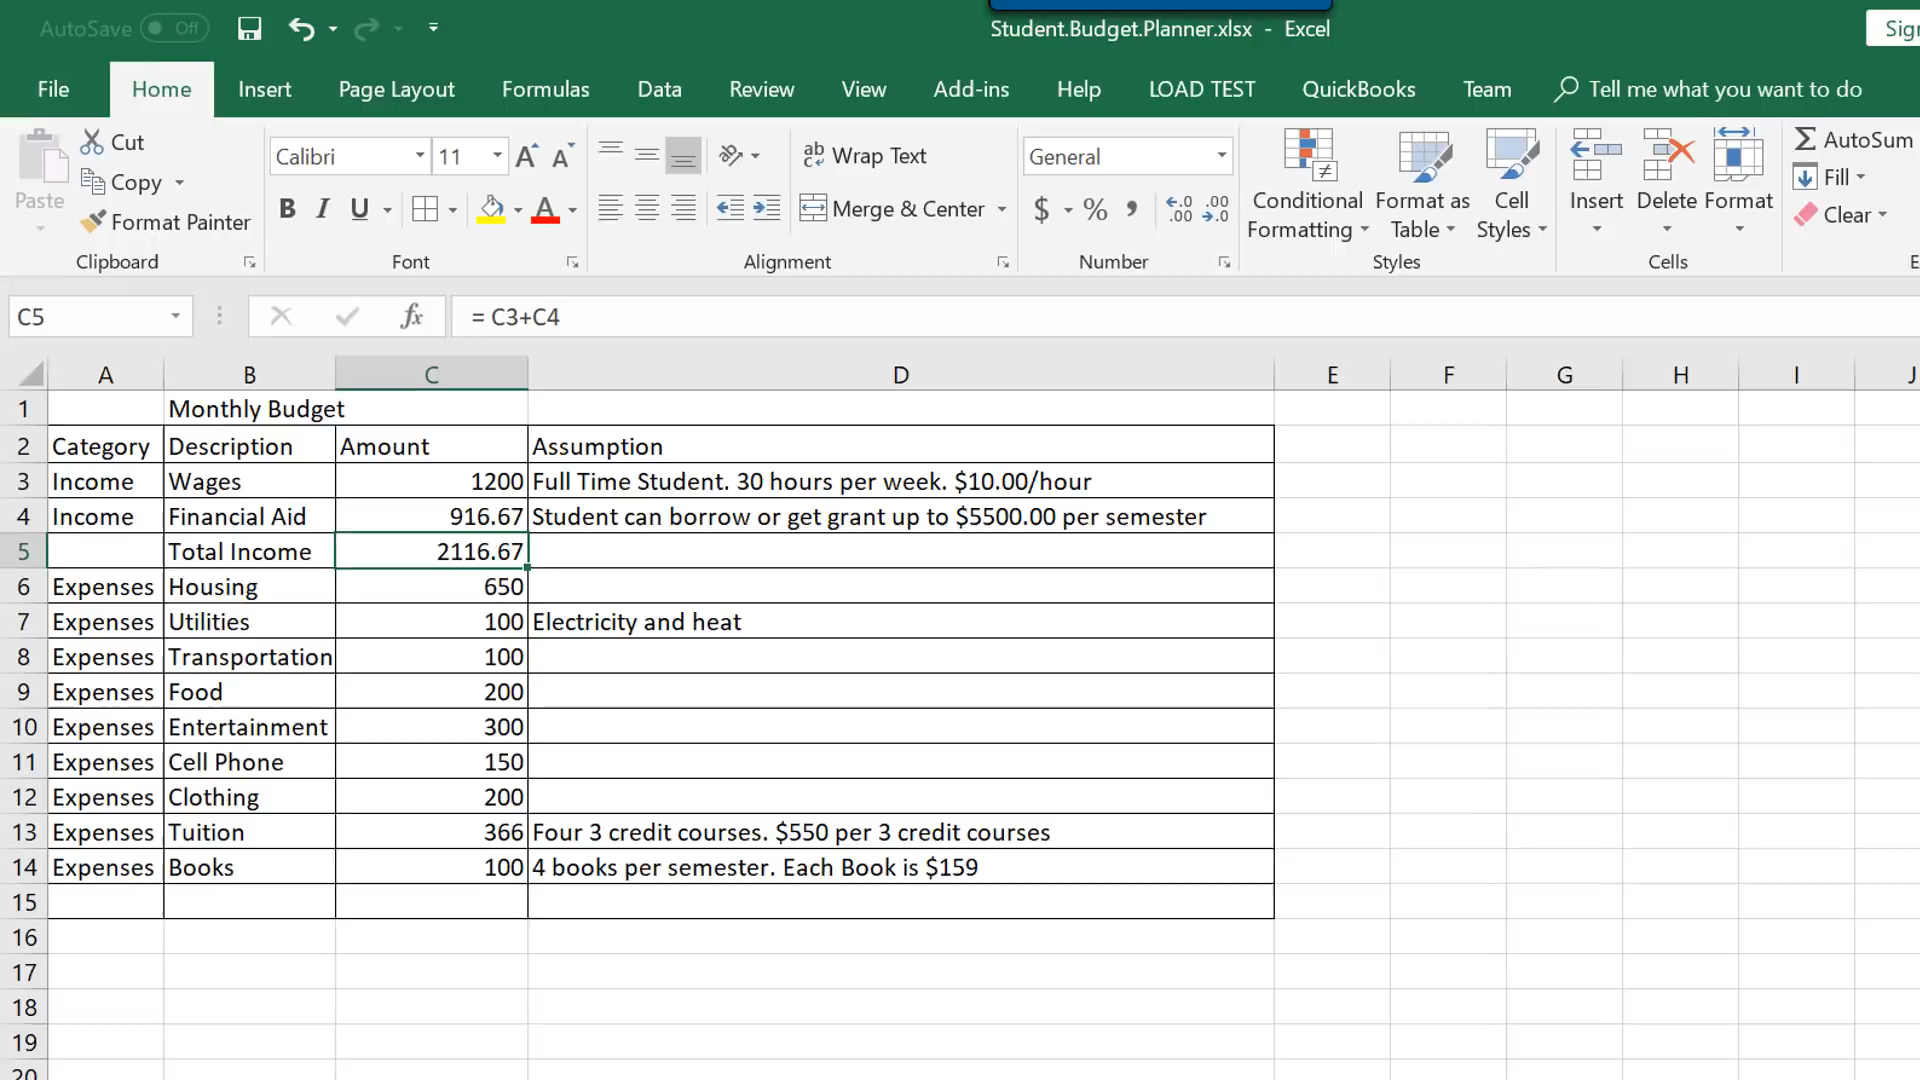 AutoSave Off Student.Budget.Planner.xlsx - Excel
File Home Insert Page Layout Formulas Data Review View Add-ins Help LOAD TEST QuickBooks Team Tell me what you want to do
Paste Cut Copy Format Painter Clipboard
Calibri 11 B I U A Font
ab Wrap Text Merge & Center Alignment
General $ % , Number
Conditional Formatting Format as Table Cell Styles Styles
Insert Delete Format Cells
AutoSum Fill Clear
C5 fx = C3+C4
A B C D E F G H I J
1 Monthly Budget
2 Category Description Amount Assumption
3 Income Wages 1200 Full Time Student. 30 hours per week. $10.00/hour
4 Income Financial Aid 916.67 Student can borrow or get grant up to $5500.00 per semester
5 Total Income 2116.67
6 Expenses Housing 650
7 Expenses Utilities 100 Electricity and heat
8 Expenses Transportation 100
9 Expenses Food 200
10 Expenses Entertainment 300
11 Expenses Cell Phone 150
12 Expenses Clothing 200
13 Expenses Tuition 366 Four 3 credit courses. $550 per 3 credit courses
14 Expenses Books 100 4 books per semester. Each Book is $159
15
16
17
18
19
20